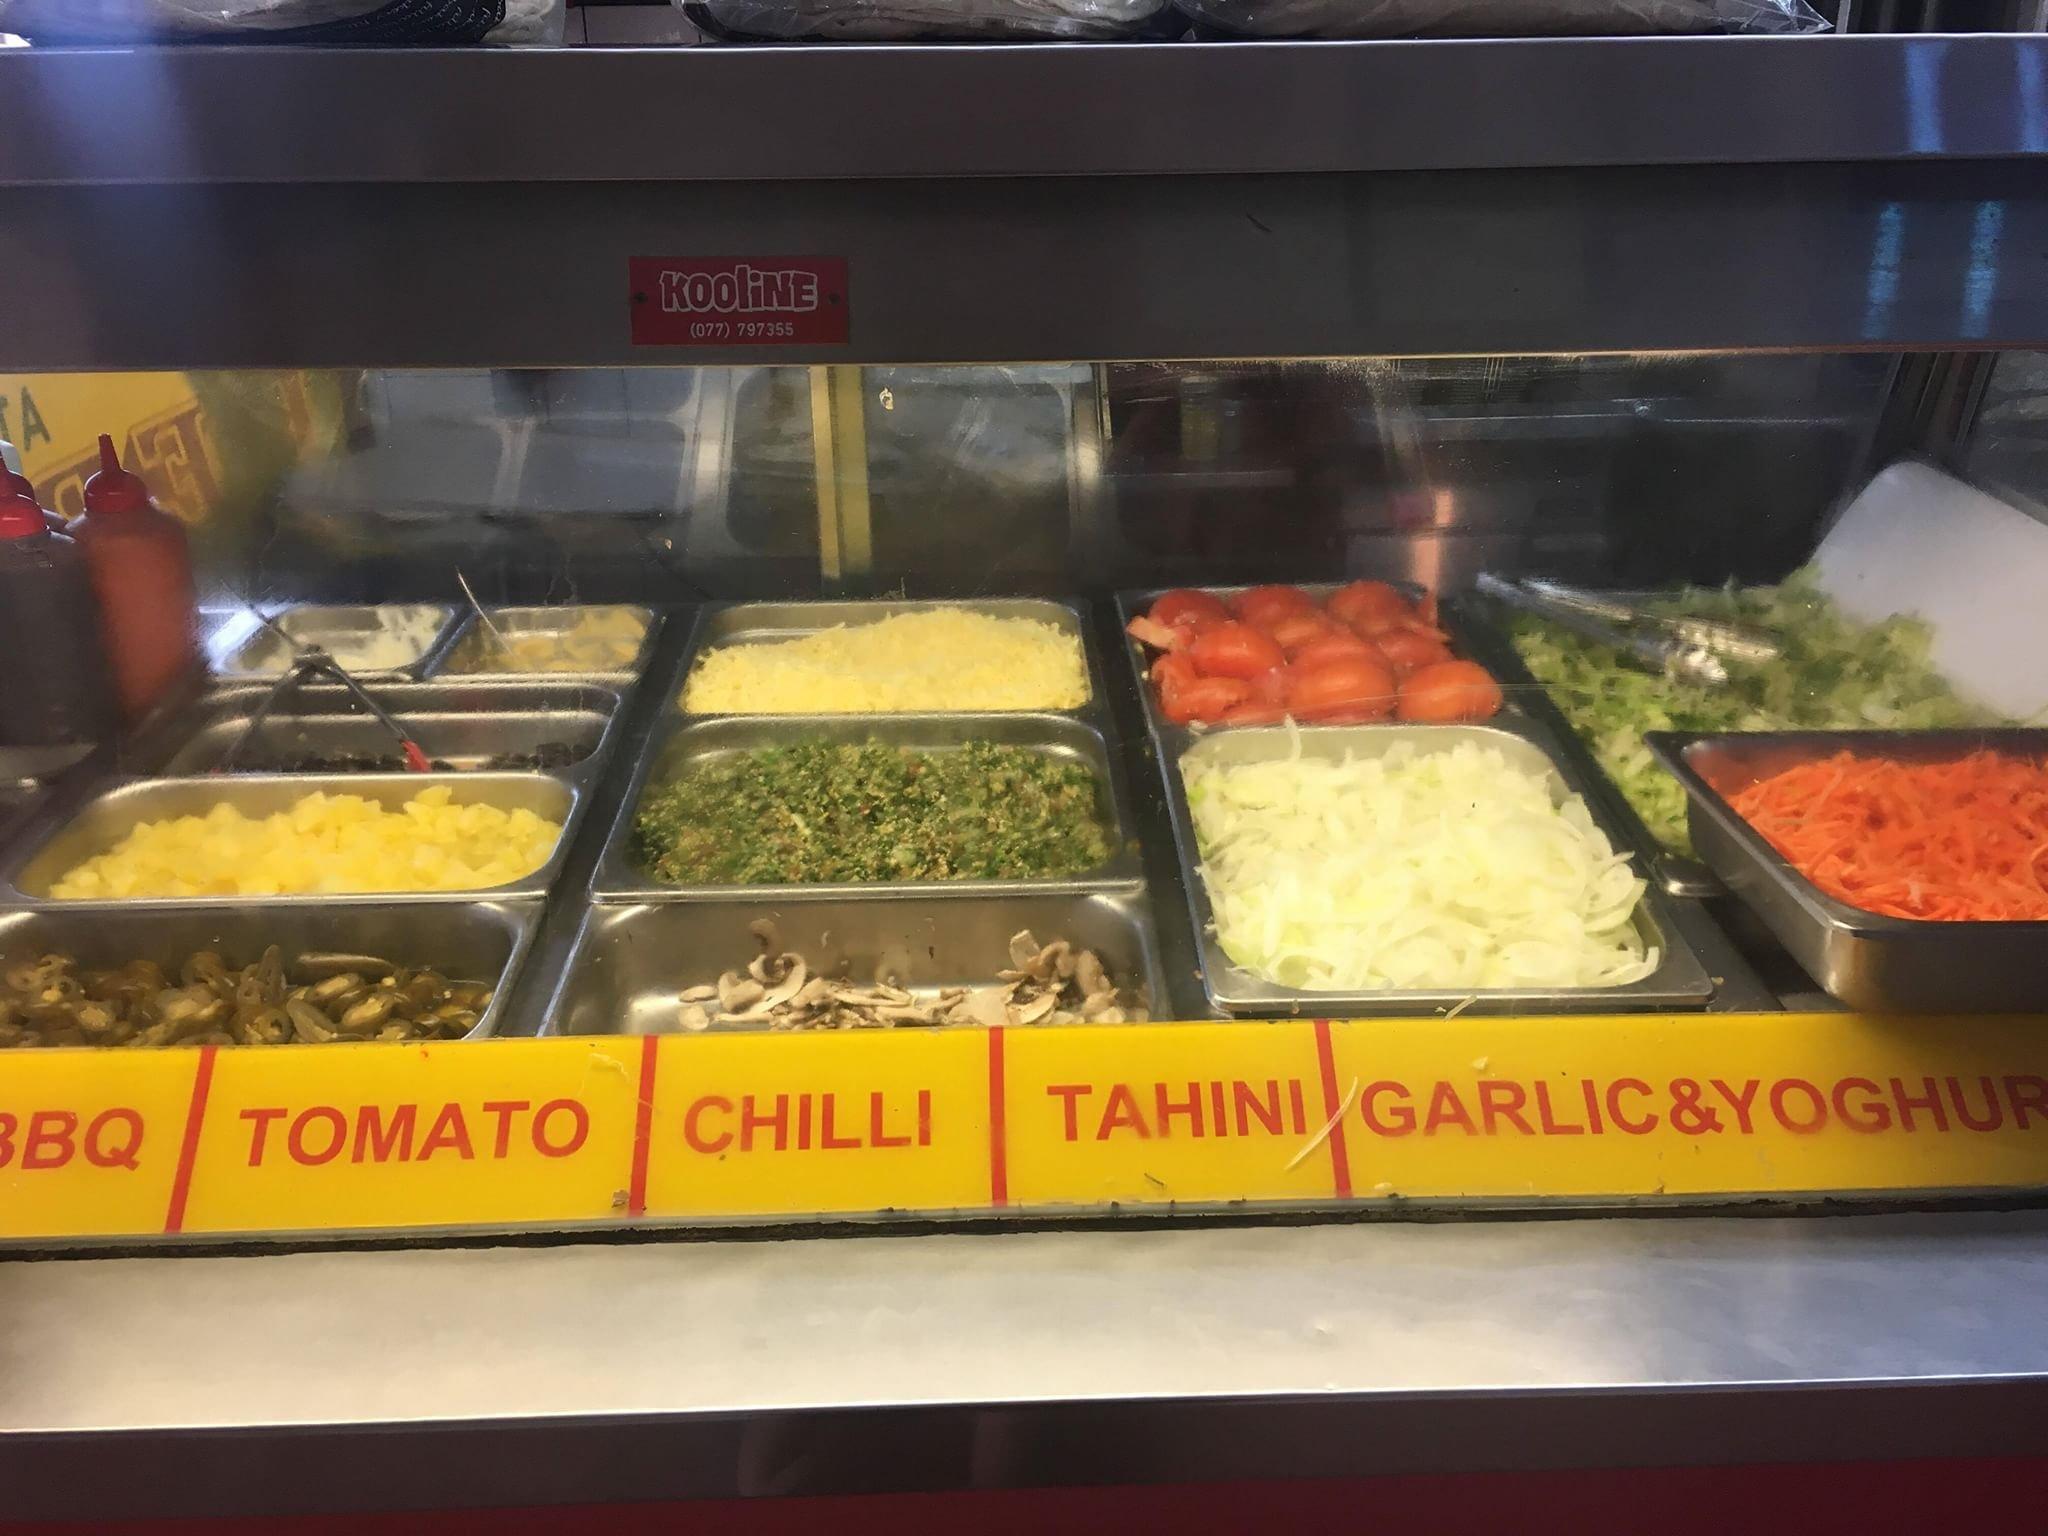 KOOLINE
(077) 797355
BBQ
TOMATO
CHILLI
TAHINI
GARLIC&YOGHUR